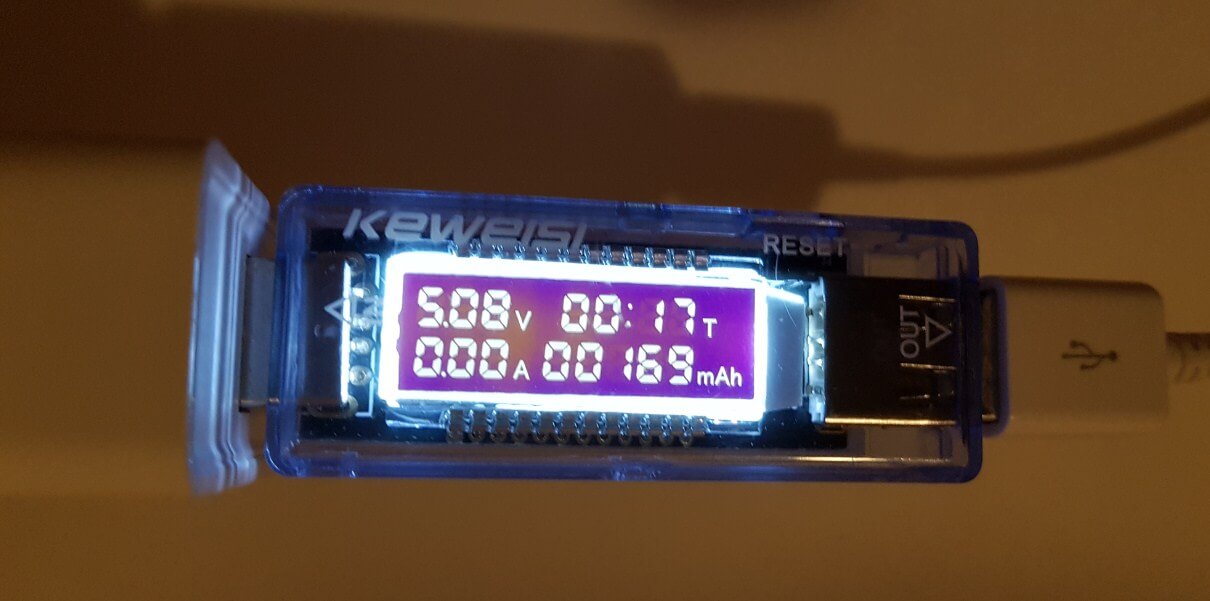 KEWEISI
RESET
5.08V 00:17T
0.00A 00169mAh
OUT